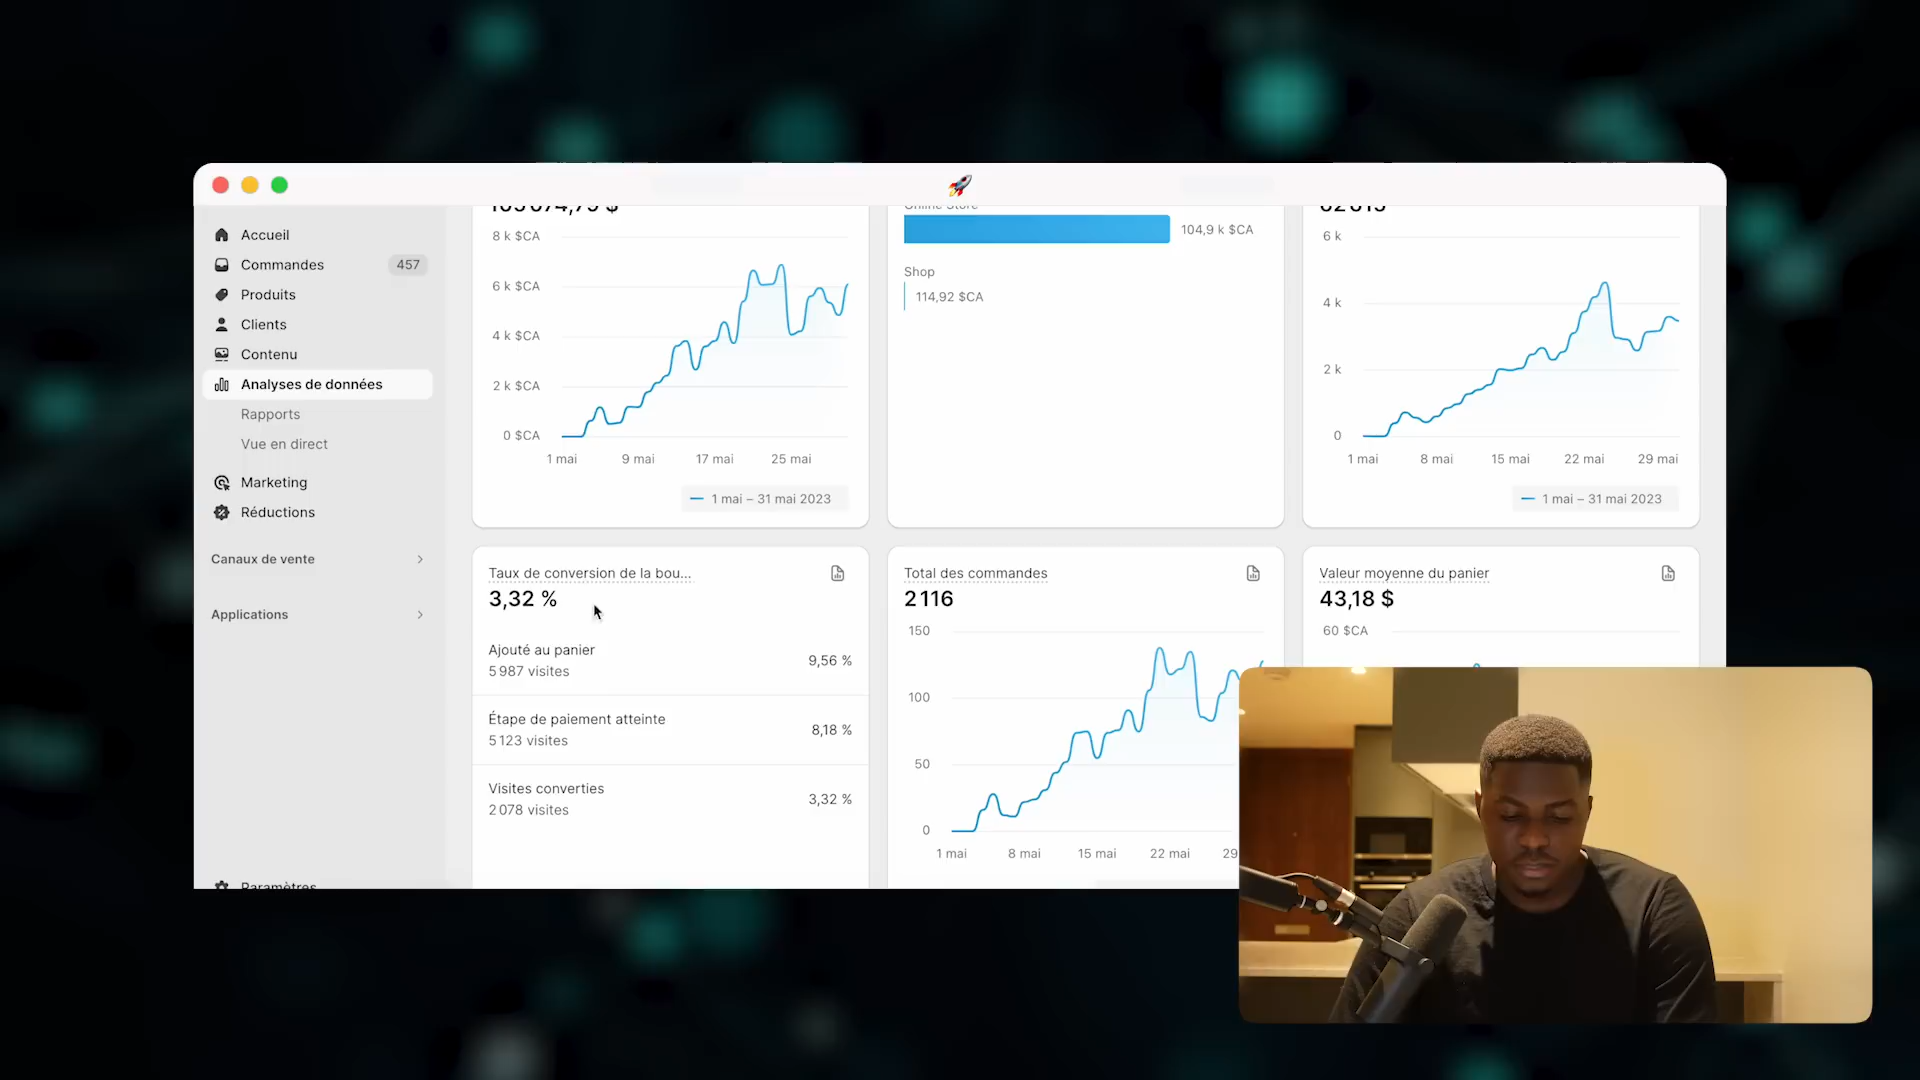 Accueil
Commandes 457
Produits
Clients
Contenu
Analyses de données
Rapports
Vue en direct
Marketing
Réductions
Canaux de vente
Applications
Paramètres
8 k $CA
6 k $CA
4 k $CA
2 k $CA
0 $CA
1 mai 9 mai 17 mai 25 mai
1 mai – 31 mai 2023
Online Store
104,9 k $CA
Shop
114,92 $CA
6 k
4 k
2 k
0
1 mai 8 mai 15 mai 22 mai 29 mai
1 mai – 31 mai 2023
Taux de conversion de la bou...
3,32 %
Ajouté au panier
5 987 visites
9,56 %
Étape de paiement atteinte
5 123 visites
8,18 %
Visites converties
2 078 visites
3,32 %
Total des commandes
2 116
150
100
50
0
1 mai 8 mai 15 mai 22 mai 29
Valeur moyenne du panier
43,18 $
60 $CA